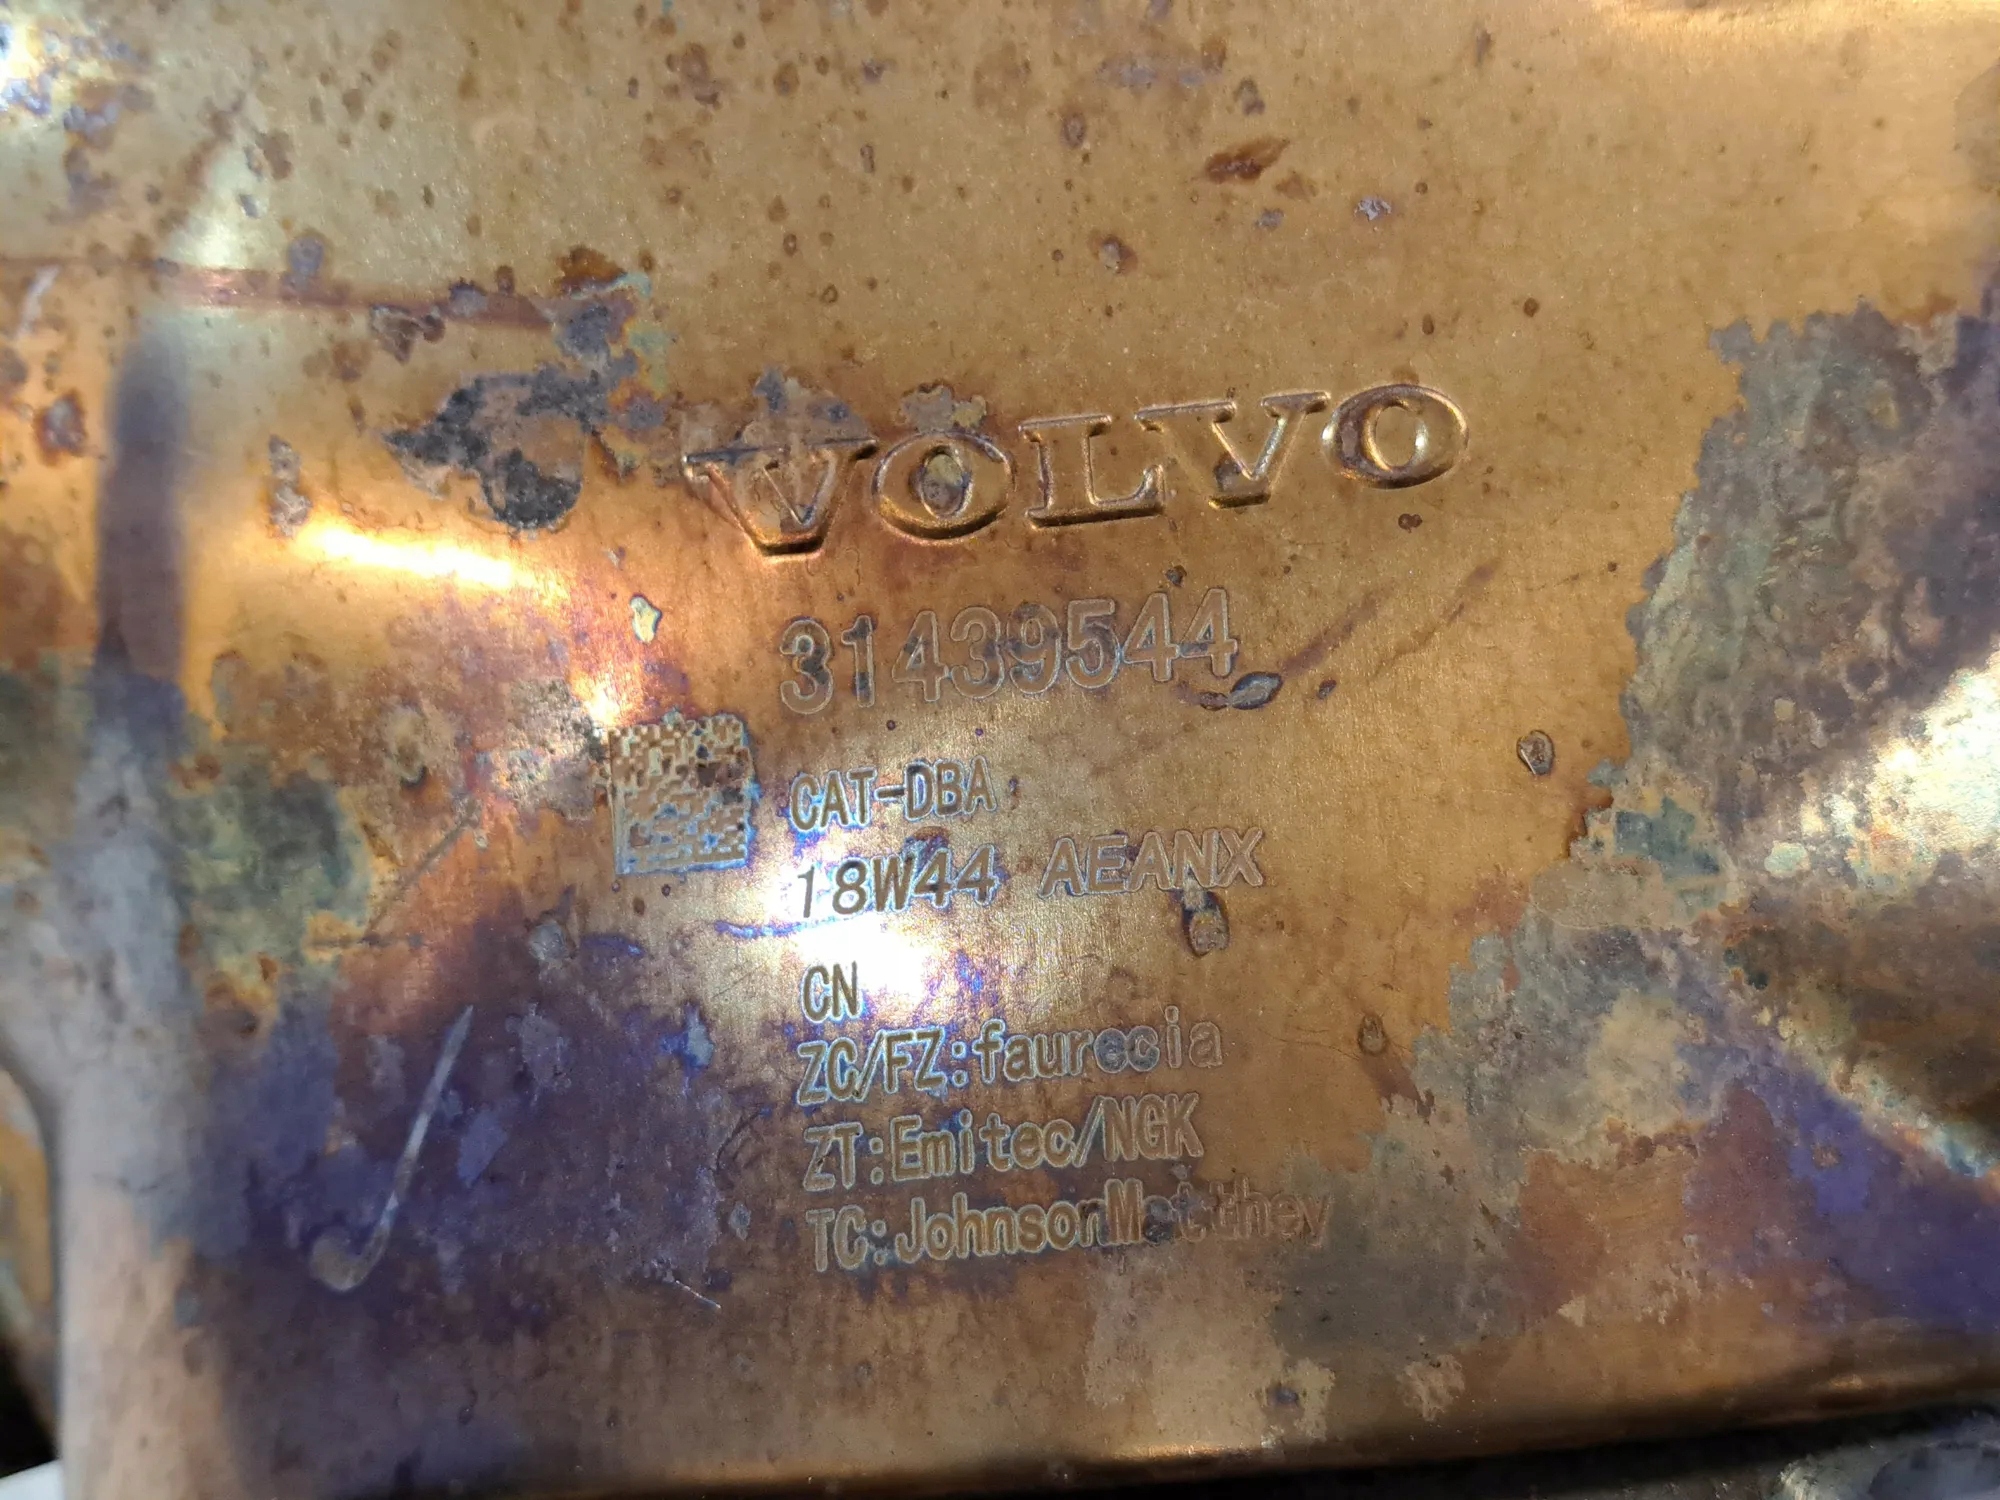 VOLVO
31439544
CAT-DBA
18W44 AEANX
CN
ZC/FZ:faurecia
ZT:Emitec/NGK
TC:JohnsonMatthey